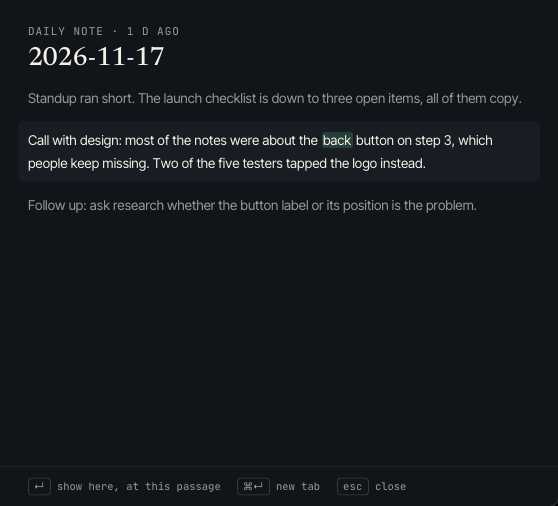 DAILY NOTE · 1 D AGO
2026-11-17
Standup ran short. The launch checklist is down to three open items, all of them copy.
Call with design: most of the notes were about the back button on step 3, which
people keep missing. Two of the five testers tapped the logo instead.
Follow up: ask research whether the button label or its position is the problem.
↵ show here, at this passage ⌘↵ new tab esc close